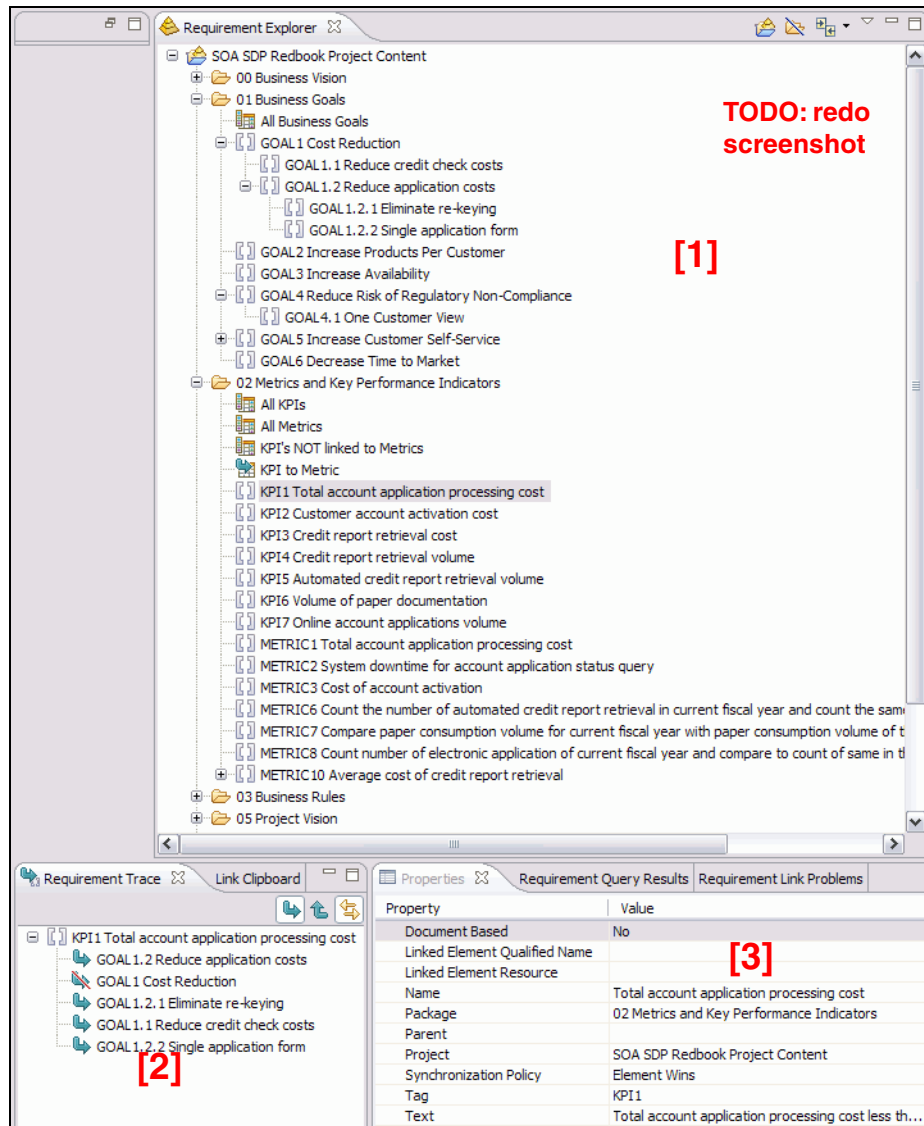 Requirement Explorer
SOA SDP Redbook Project Content
00 Business Vision
01 Business Goals
TODO: redo
screenshot
All Business Goals
GOAL1 Cost Reduction
GOAL1.1 Reduce credit check costs
GOAL1.2 Reduce application costs
GOAL1.2.1 Eliminate re-keying
GOAL1.2.2 Single application form
GOAL2 Increase Products Per Customer
[1]
GOAL3 Increase Availability
GOAL4 Reduce Risk of Regulatory Non-Compliance
GOAL4.1 One Customer View
GOAL5 Increase Customer Self-Service
GOAL6 Decrease Time to Market
02 Metrics and Key Performance Indicators
All KPIs
All Metrics
KPI's NOT linked to Metrics
KPI to Metric
KPI1 Total account application processing cost
KPI2 Customer account activation cost
KPI3 Credit report retrieval cost
KPI4 Credit report retrieval volume
KPI5 Automated credit report retrieval volume
KPI6 Volume of paper documentation
KPI7 Online account applications volume
METRIC1 Total account application processing cost
METRIC2 System downtime for account application status query
METRIC3 Cost of account activation
METRIC6 Count the number of automated credit report retrieval in current fiscal year and count the sam
METRIC7 Compare paper consumption volume for current fiscal year with paper consumption volume of t
METRIC8 Count number of electronic application of current fiscal year and compare to count of same in th
METRIC10 Average cost of credit report retrieval
03 Business Rules
05 Project Vision
Requirement Trace Link Clipboard
KPI1 Total account application processing cost
GOAL1.2 Reduce application costs
GOAL1 Cost Reduction
GOAL1.2.1 Eliminate re-keying
GOAL1.1 Reduce credit check costs
GOAL1.2.2 Single application form
[2]
Properties Requirement Query Results Requirement Link Problems
Property Value
Document Based No
Linked Element Qualified Name
[3]
Linked Element Resource
Name Total account application processing cost
Package 02 Metrics and Key Performance Indicators
Parent
Project SOA SDP Redbook Project Content
Synchronization Policy Element Wins
Tag KPI1
Text Total account application processing cost less th...